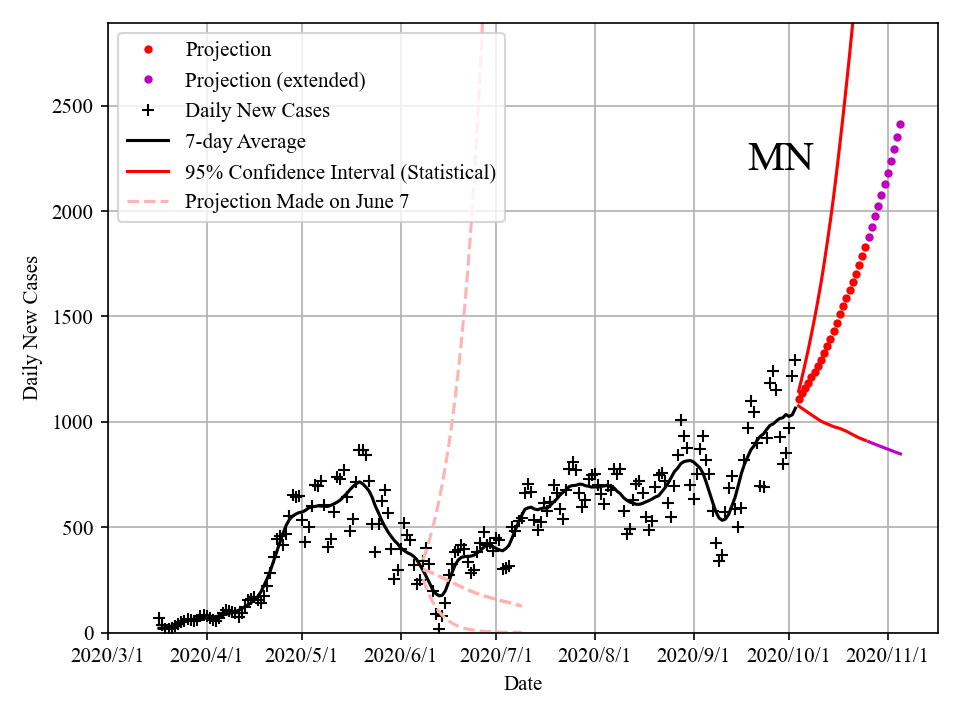 Projection
Projection (extended)
Daily New Cases
7-day Average
95% Confidence Interval (Statistical)
Projection Made on June 7
MN
2500
2000
1500
1000
500
0
Daily New Cases
2020/3/1 2020/4/1 2020/5/1 2020/6/1 2020/7/1 2020/8/1 2020/9/1 2020/10/1 2020/11/1
Date